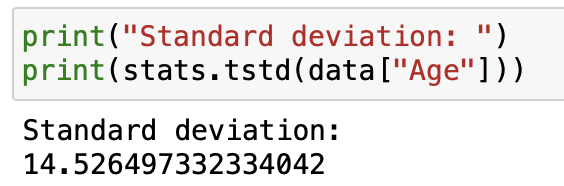 print("Standard deviation: ")
print(stats.tstd(data["Age"]))
Standard deviation:
14.526497332334042